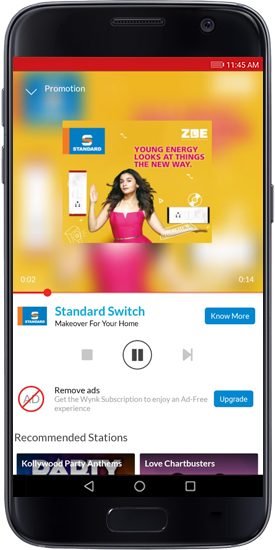 11:45 AM
Promotion
S
STANDARD
ZOE
YOUNG ENERGY
LOOKS AT THINGS
THE NEW WAY.
0:02
0:14
STANDARD
Standard Switch
Makeover For Your Home
Know More
AD
Remove ads
Get the Wynk Subscription to enjoy an Ad-Free
experience
Upgrade
Recommended Stations
Kollywood Party Anthems
Love Chartbusters
PARTY